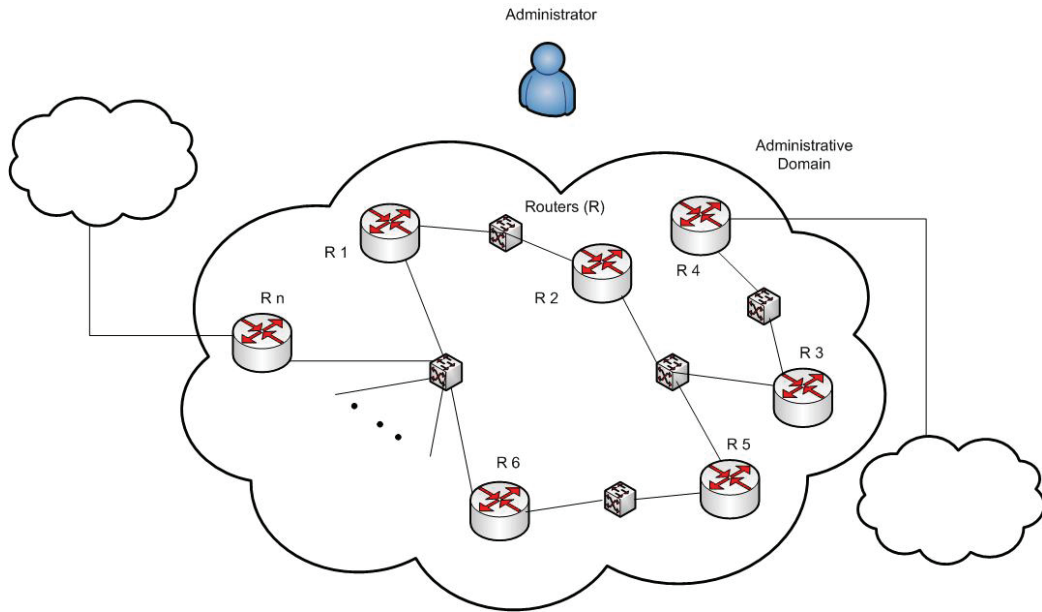 Administrator
Administrative
Domain
Routers (R)
R 1
R 4
R 2
R n
R 3
R 5
R 6